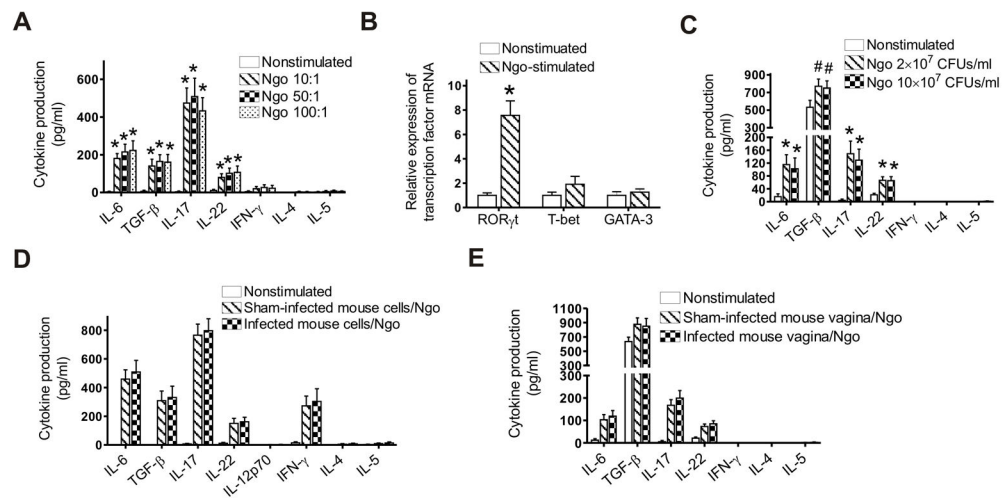 A
Cytokine production
(pg/ml)
Nonstimulated
Ngo 10:1
Ngo 50:1
Ngo 100:1
600
400
200
0
* * *
* * *
* * *
* * *
IL-6
TGF-β
IL-17
IL-22
IFN-γ
IL-4
IL-5
B
Relative expression of
transcription factor mRNA
Nonstimuated
Ngo-stimulated
10
8
6
4
2
0
*
RORγt
T-bet
GATA-3
C
Cytokine production
(pg/ml)
Nonstimulated
Ngo 2×10⁷ CFUs/ml
Ngo 10×10⁷ CFUs/ml
900
700
500
300
200
160
120
80
40
0
* *
##
* *
* *
IL-6
TGF-β
IL-17
IL-22
IFN-γ
IL-4
IL-5
D
Cytokine production
(pg/ml)
Nonstimulated
Sham-infected mouse cells/Ngo
Infected mouse cells/Ngo
800
600
400
200
0
IL-6
TGF-β
IL-17
IL-22
IL-12p70
IFN-γ
IL-4
IL-5
E
Cytokine production
(pg/ml)
Nonstimulated
Sham-infected mouse vagina/Ngo
Infected mouse vagina/Ngo
1100
900
700
500
300
200
100
0
IL-6
TGF-β
IL-17
IL-22
IFN-γ
IL-4
IL-5